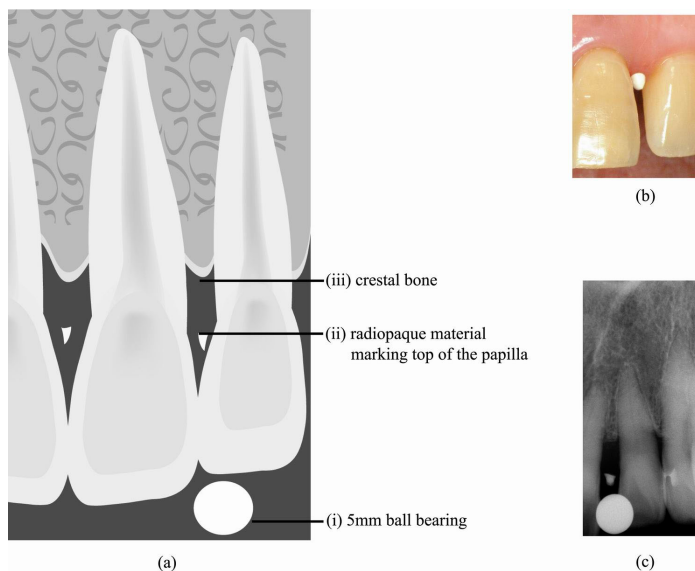 (iii) crestal bone
(ii) radiopaque material
marking top of the papilla
(i) 5mm ball bearing
(a)
(b)
(c)